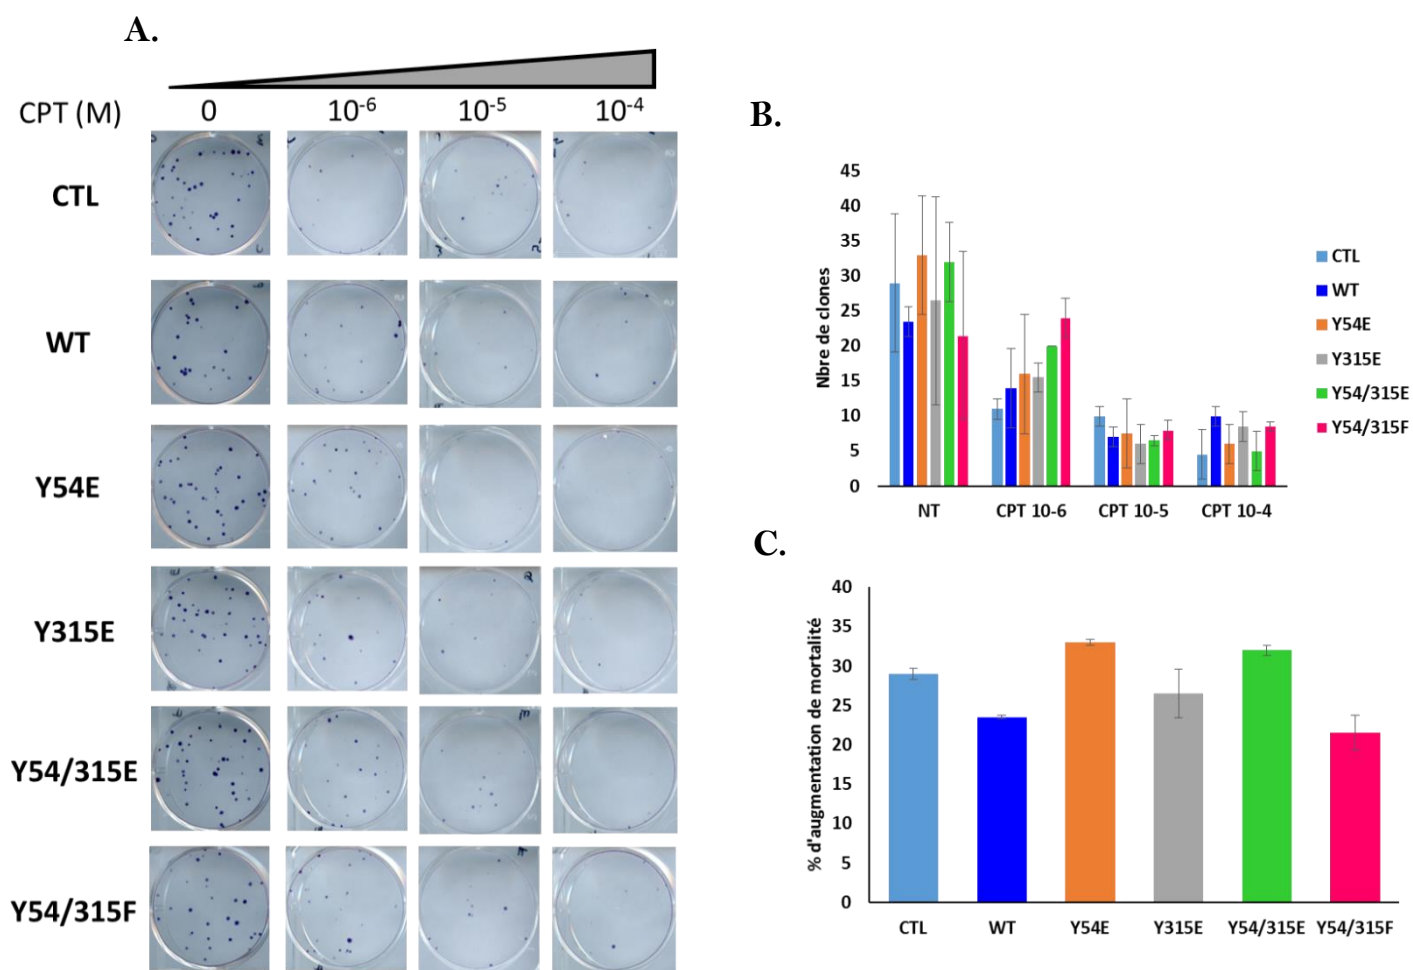 A.
CPT (M)
0
10-6
10-5
10-4
CTL
WT
Y54E
Y315E
Y54/315E
Y54/315F
B.
Nbre de clones
45
40
35
30
25
20
15
10
5
0
NT
CPT 10-6
CPT 10-5
CPT 10-4
CTL
WT
Y54E
Y315E
Y54/315E
Y54/315F
C.
% d'augmentation de mortalité
40
35
30
25
20
15
10
5
0
CTL
WT
Y54E
Y315E
Y54/315E
Y54/315F